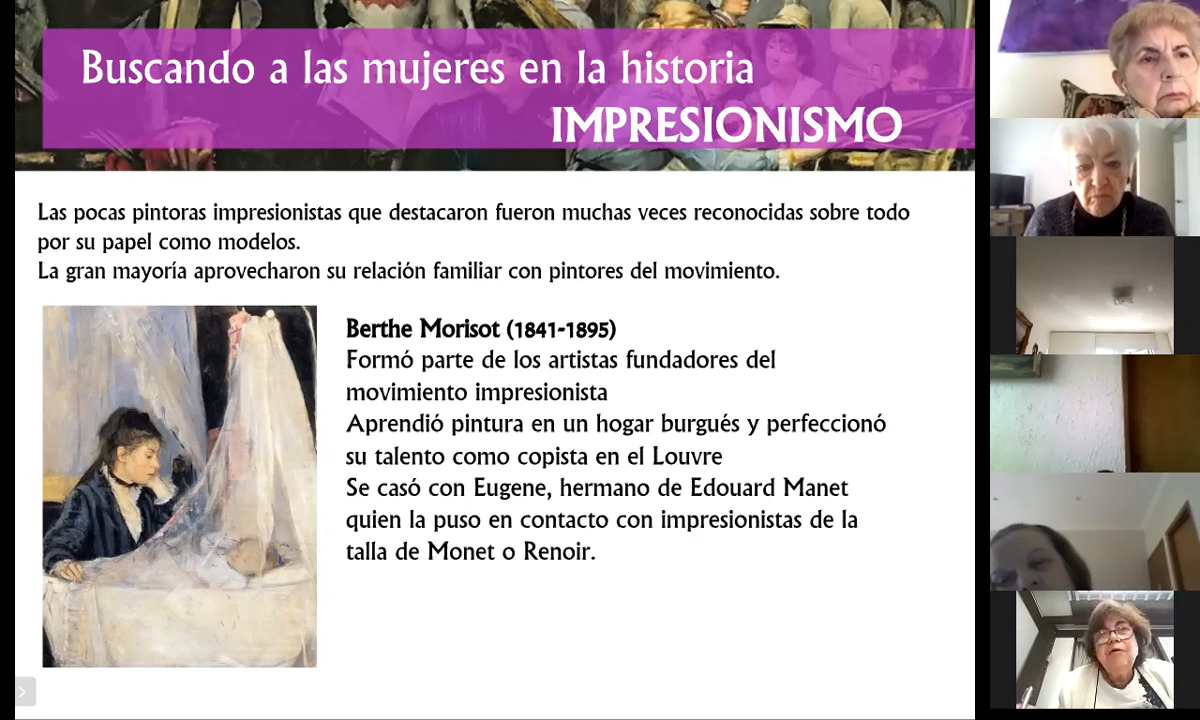 Buscando a las mujeres en la historia
IMPRESIONISMO
Las pocas pintoras impresionistas que destacaron fueron muchas veces reconocidas sobre todo
por su papel como modelos.
La gran mayoría aprovecharon su relación familiar con pintores del movimiento.
Berthe Morisot (1841-1895)
Formó parte de los artistas fundadores del
movimiento impresionista
Aprendió pintura en un hogar burgués y perfeccionó
su talento como copista en el Louvre
Se casó con Eugene, hermano de Edouard Manet
quien la puso en contacto con impresionistas de la
talla de Monet o Renoir.